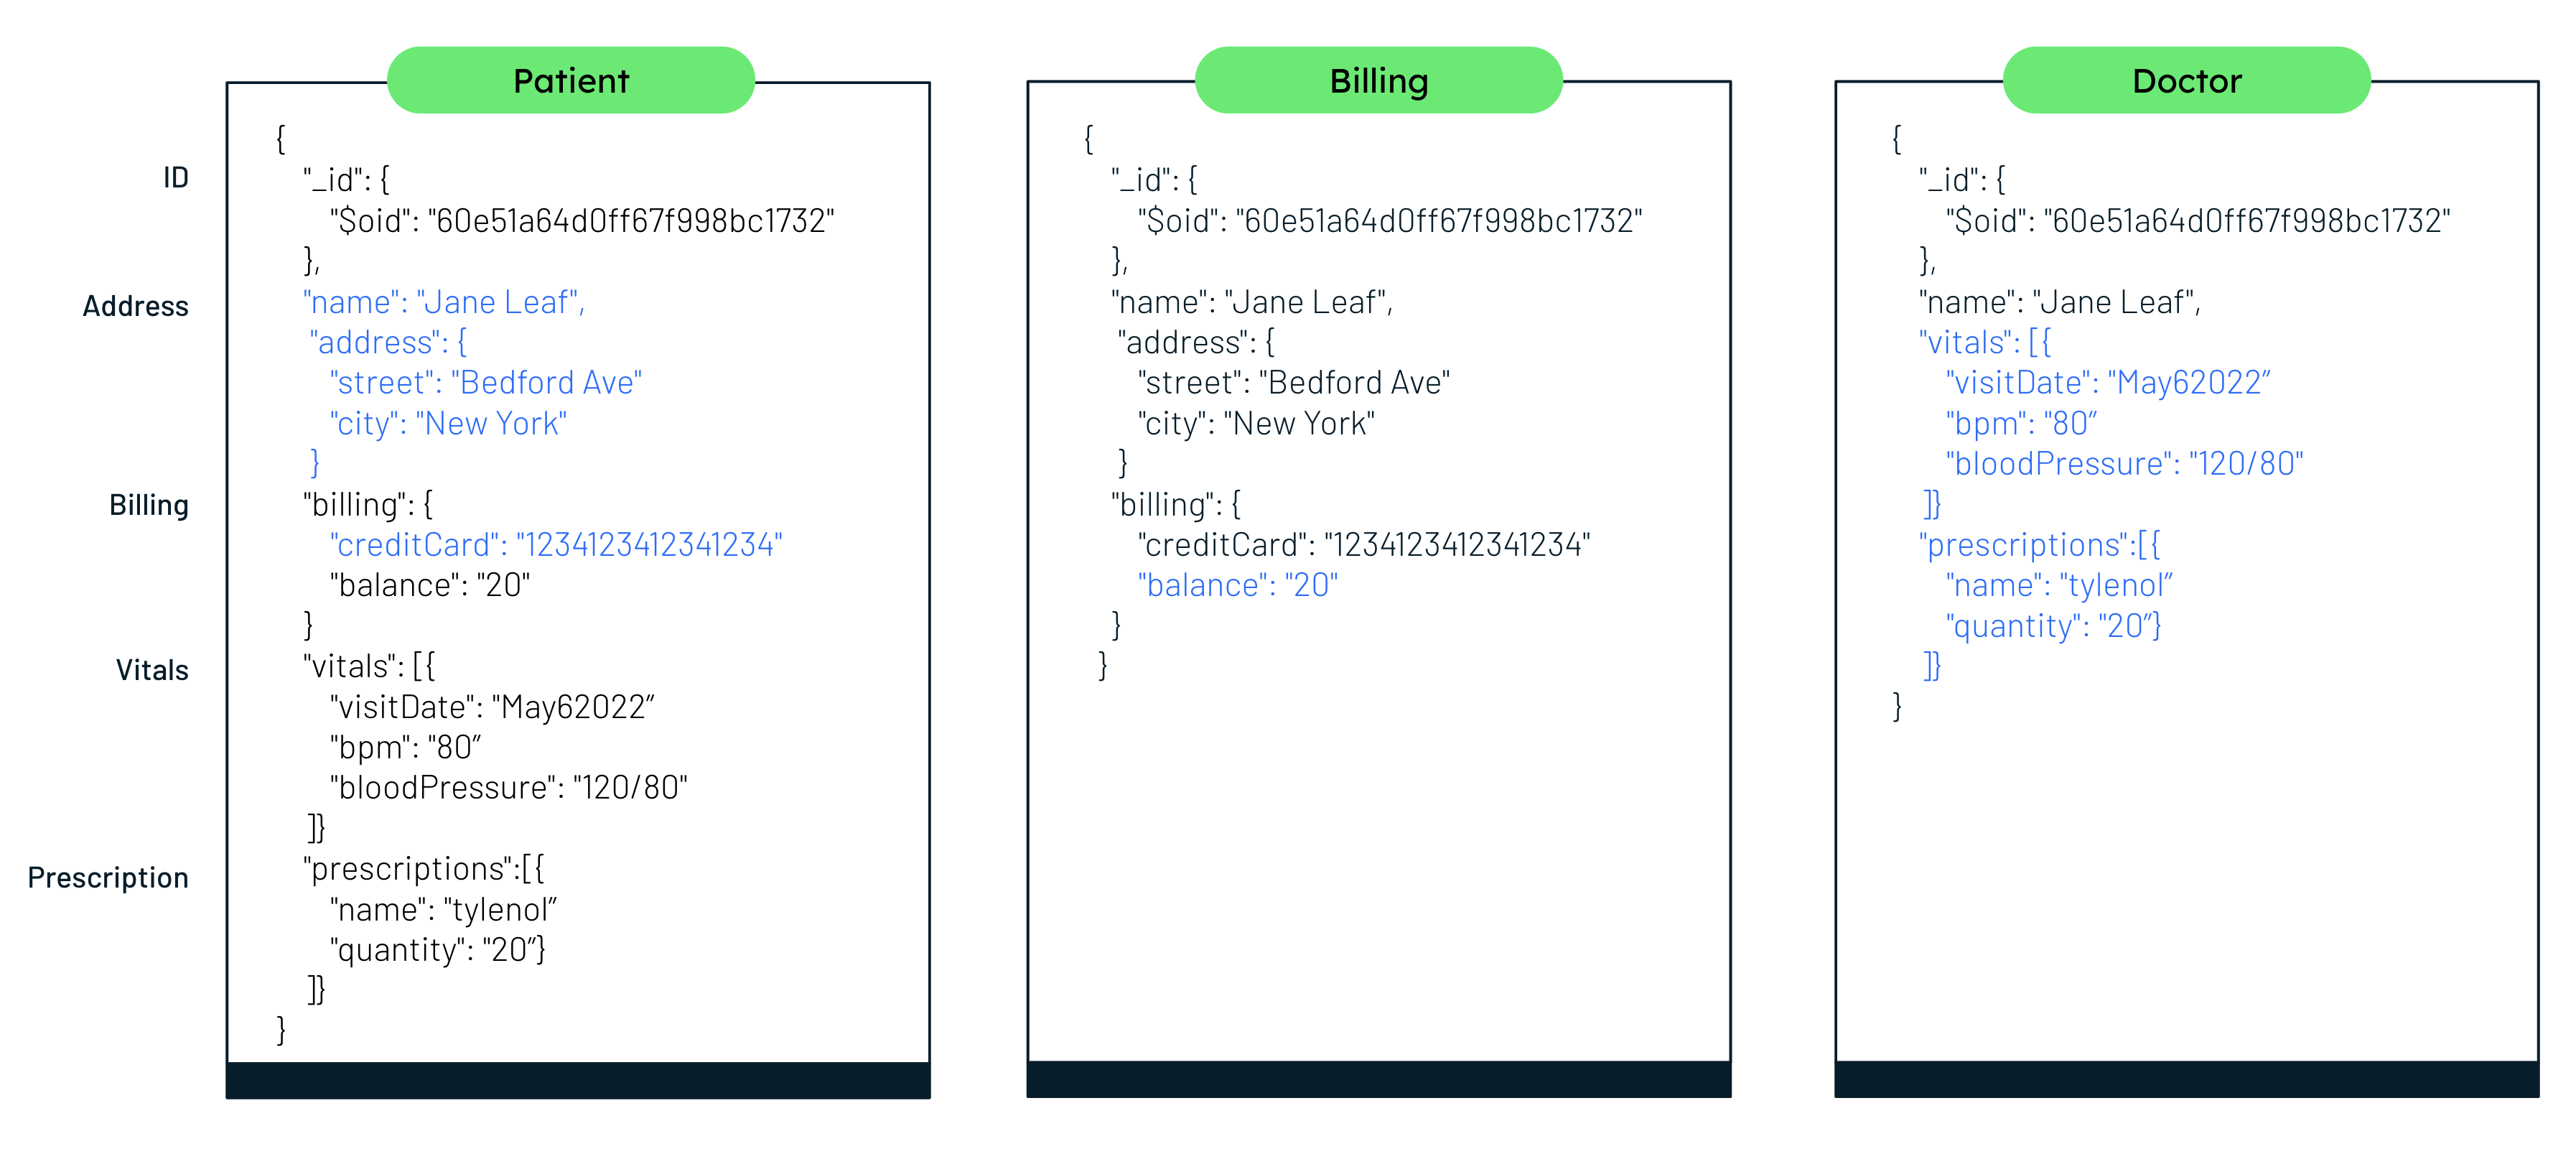 Patient
{
"_id": {
"$oid": "60e51a64d0ff67f998bc1732"
},
"name": "Jane Leaf",
"address": {
"street": "Bedford Ave"
"city": "New York"
}
"billing": {
"creditCard": "1234123412341234"
"balance": "20"
}
"vitals": [{
"visitDate": "May62022”
"bpm": "80”
"bloodPressure": "120/80"
]}
"prescriptions":[{
"name": "tylenol”
"quantity": "20”}
]}
}
ID
Address
Billing
Vitals
Prescription
Billing
{
"_id": {
"$oid": "60e51a64d0ff67f998bc1732"
},
"name": "Jane Leaf",
"address": {
"street": "Bedford Ave"
"city": "New York"
}
"billing": {
"creditCard": "1234123412341234"
"balance": "20"
}
}
Doctor
{
"_id": {
"$oid": "60e51a64d0ff67f998bc1732"
},
"name": "Jane Leaf",
"vitals": [{
"visitDate": "May62022”
"bpm": "80”
"bloodPressure": "120/80"
]}
"prescriptions":[{
"name": "tylenol”
"quantity": "20”}
]}
}